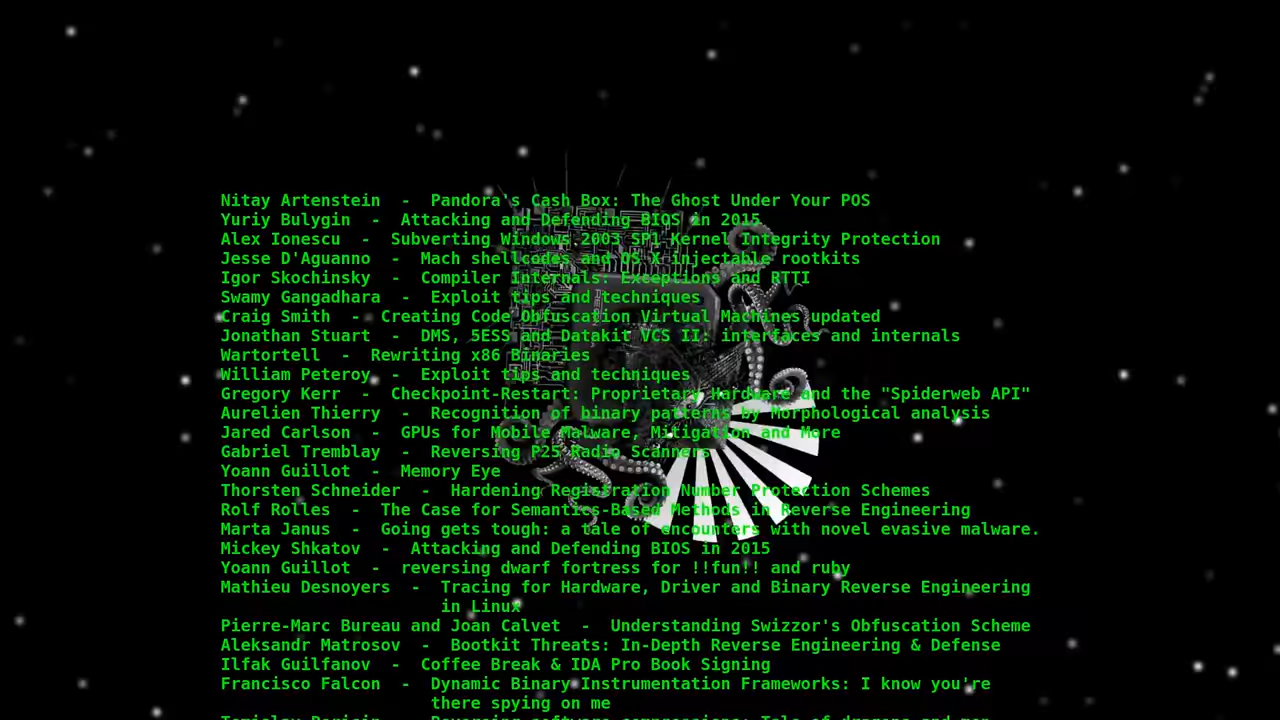 Nitay Artenstein  -  Pandora's Cash Box: The Ghost Under Your POS
Yuriy Bulygin  -  Attacking and Defending BIOS in 2015
Alex Ionescu  -  Subverting Windows 2003 SP1 Kernel Integrity Protection
Jesse D'Aguanno  -  Mach shellcodes and OS X injectable rootkits
Igor Skochinsky  -  Compiler Internals: Exceptions and RTTI
Swamy Gangadhara  -  Exploit tips and techniques
Craig Smith  -  Creating Code Obfuscation Virtual Machines updated
Jonathan Stuart  -  DMS, 5ESS and Datakit VCS II: interfaces and internals
Wartortell  -  Rewriting x86 Binaries
William Peteroy  -  Exploit tips and techniques
Gregory Kerr  -  Checkpoint-Restart: Proprietary Hardware and the "Spiderweb API"
Aurelien Thierry  -  Recognition of binary patterns by Morphological analysis
Jared Carlson  -  GPUs for Mobile Malware, Mitigation and More
Gabriel Tremblay  -  Reversing P25 Radio Scanners
Yoann Guillot  -  Memory Eye
Thorsten Schneider  -  Hardening Registration Number Protection Schemes
Rolf Rolles  -  The Case for Semantics-Based Methods in Reverse Engineering
Marta Janus  -  Going gets tough: a tale of encounters with novel evasive malware.
Mickey Shkatov  -  Attacking and Defending BIOS in 2015
Yoann Guillot  -  reversing dwarf fortress for !!fun!! and ruby
Mathieu Desnoyers  -  Tracing for Hardware, Driver and Binary Reverse Engineering
in Linux
Pierre-Marc Bureau and Joan Calvet  -  Understanding Swizzor's Obfuscation Scheme
Aleksandr Matrosov  -  Bootkit Threats: In-Depth Reverse Engineering & Defense
Ilfak Guilfanov  -  Coffee Break & IDA Pro Book Signing
Francisco Falcon  -  Dynamic Binary Instrumentation Frameworks: I know you're
there spying on me